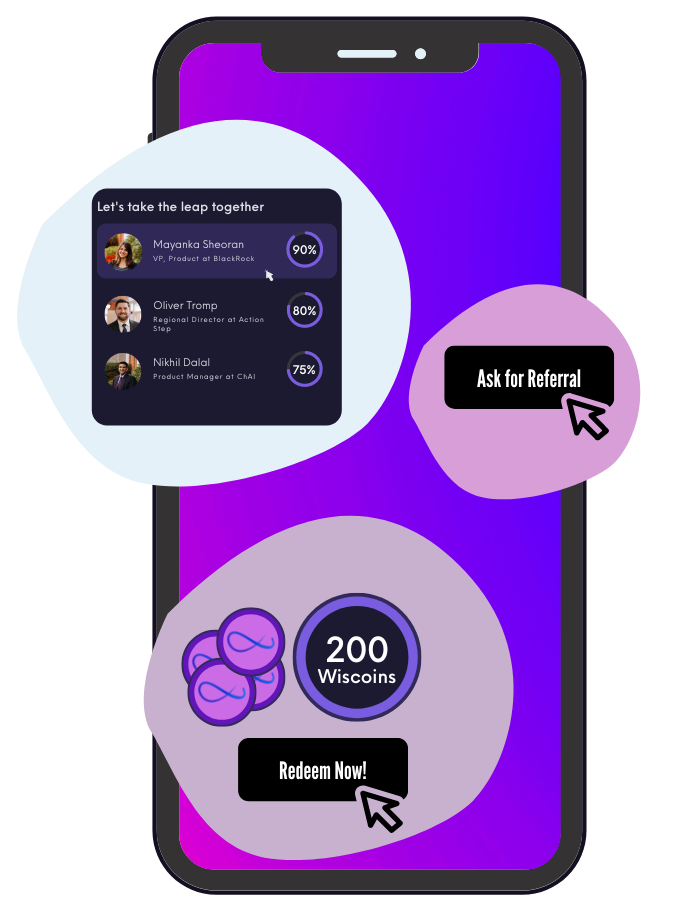 Let's take the leap together
Mayanka Sheoran
VP, Product at BlackRock
90%
Oliver Tromp
Regional Director at Action
Step
80%
Nikhil Dalal
Product Manager at ChAI
75%
Ask for Referral
200
Wiscoins
Redeem Now!